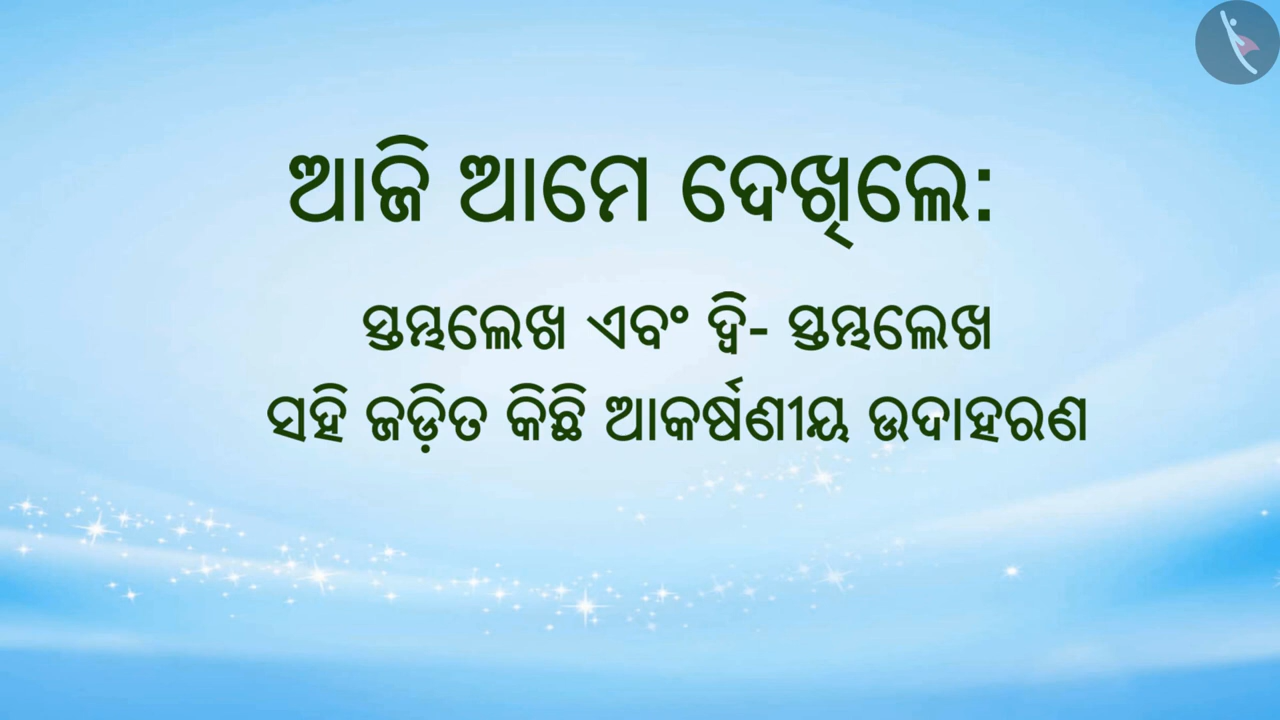 ଆଜି ଆମେ ଦେଖିଲେ:
ସ୍ତମ୍ଭଲେଖ ଏବଂ ଦ୍ୱି- ସ୍ତମ୍ଭଲେଖ
ସହି ଜଡ଼ିତ କିଛି ଆକର୍ଷଣୀୟ ଉଦାହରଣ